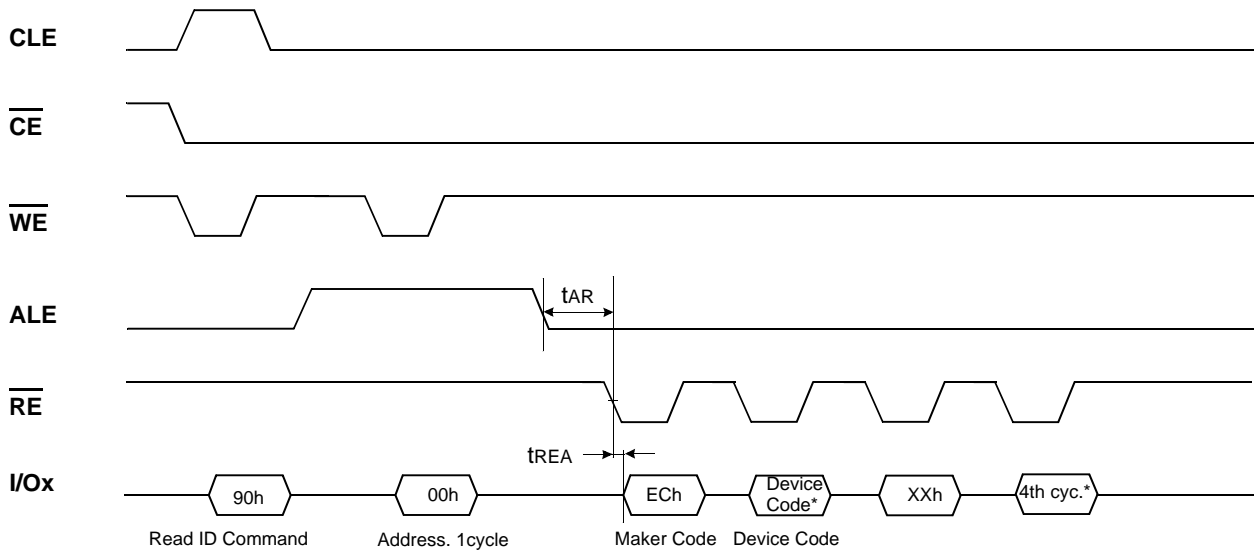 CLE
CE
WE
ALE
tAR
RE
tREA
I/Ox
90h
00h
ECh
Device
Code*
XXh
4th cyc.*
Read ID Command
Address. 1cycle
Maker Code
Device Code